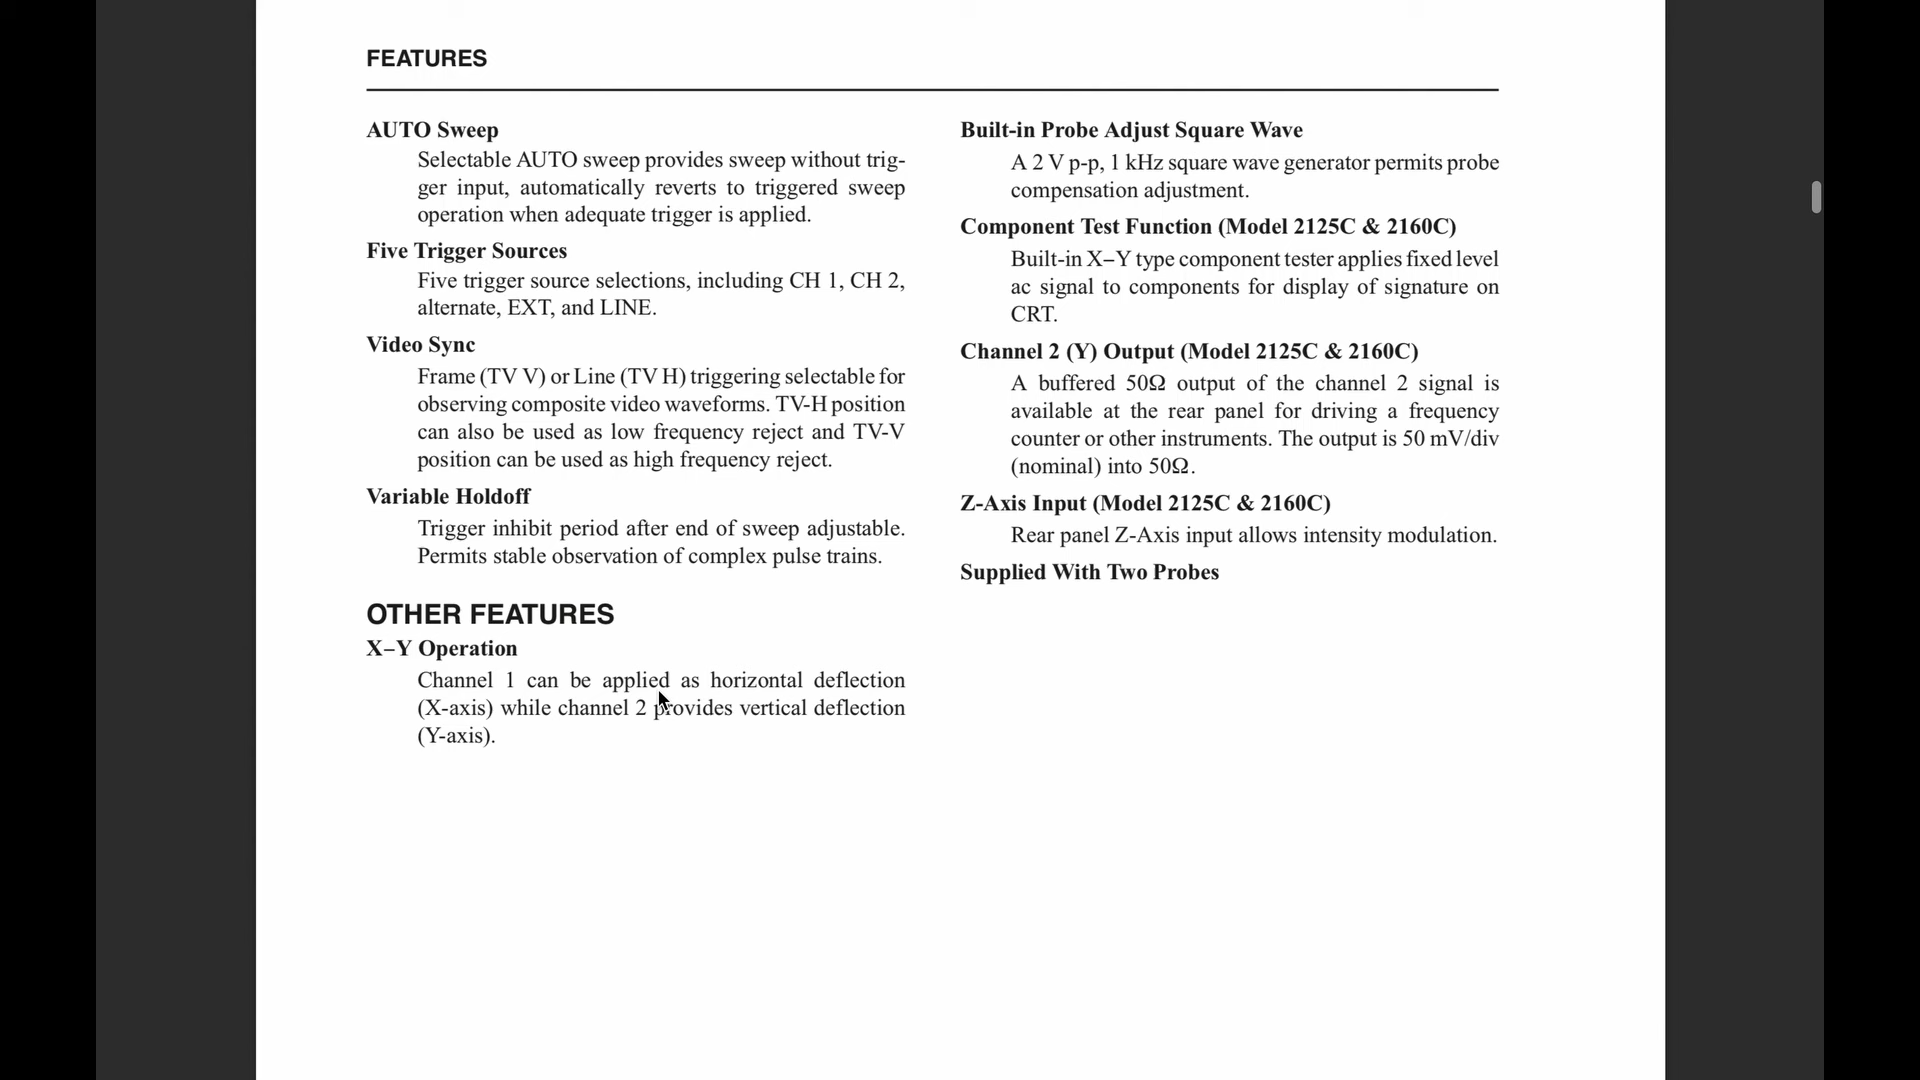 FEATURES
AUTO Sweep
Selectable AUTO sweep provides sweep without trig-
ger input, automatically reverts to triggered sweep
operation when adequate trigger is applied.
Five Trigger Sources
Five trigger source selections, including CH 1, CH 2,
alternate, EXT, and LINE.
Video Sync
Frame (TV V) or Line (TV H) triggering selectable for
observing composite video waveforms. TV-H position
can also be used as low frequency reject and TV-V
position can be used as high frequency reject.
Variable Holdoff
Trigger inhibit period after end of sweep adjustable.
Permits stable observation of complex pulse trains.
OTHER FEATURES
X–Y Operation
Channel 1 can be applied as horizontal deflection
(X-axis) while channel 2 provides vertical deflection
(Y-axis).
Built-in Probe Adjust Square Wave
A 2 V p-p, 1 kHz square wave generator permits probe
compensation adjustment.
Component Test Function (Model 2125C & 2160C)
Built-in X–Y type component tester applies fixed level
ac signal to components for display of signature on
CRT.
Channel 2 (Y) Output (Model 2125C & 2160C)
A buffered 50Ω output of the channel 2 signal is
available at the rear panel for driving a frequency
counter or other instruments. The output is 50 mV/div
(nominal) into 50Ω.
Z-Axis Input (Model 2125C & 2160C)
Rear panel Z-Axis input allows intensity modulation.
Supplied With Two Probes